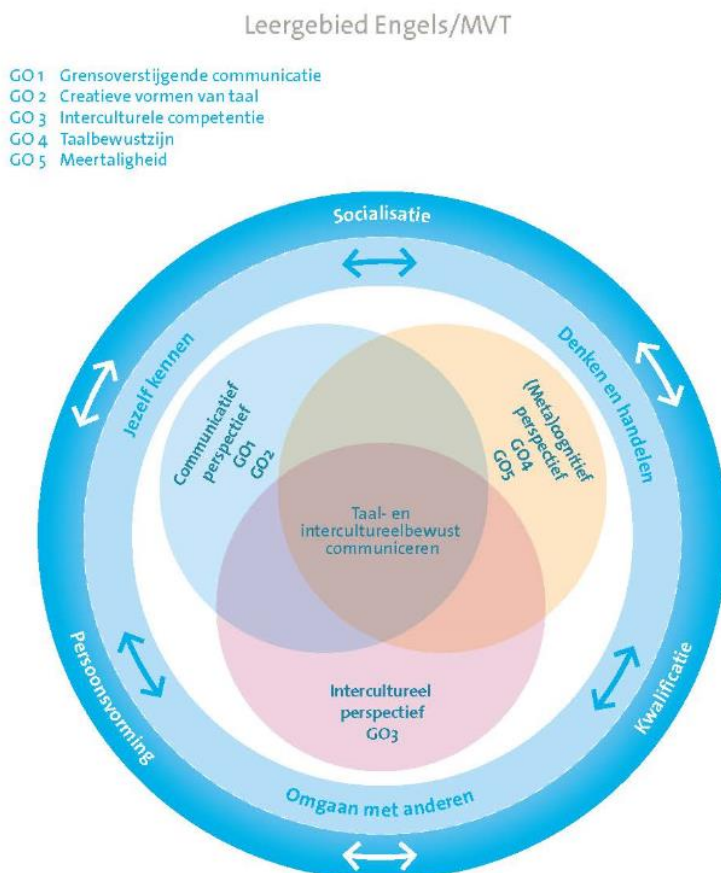 Leergebied Engels/MVT
GO 1 Grensoverstijgende communicatie
GO 2 Creatieve vormen van taal
GO 3 Interculturele competentie
GO 4 Taalbewustzijn
GO 5 Meertaligheid
Socialisatie
Jezelf kennen
Denken en handelen
Communicatief
perspectief
GO1
GO2
(Meta)cognitief
perspectief
GO4
GO5
Taal- en
intercultureelbewust
communiceren
Intercultureel
perspectief
GO3
Persoonsvorming
Kwalificatie
Omgaan met anderen